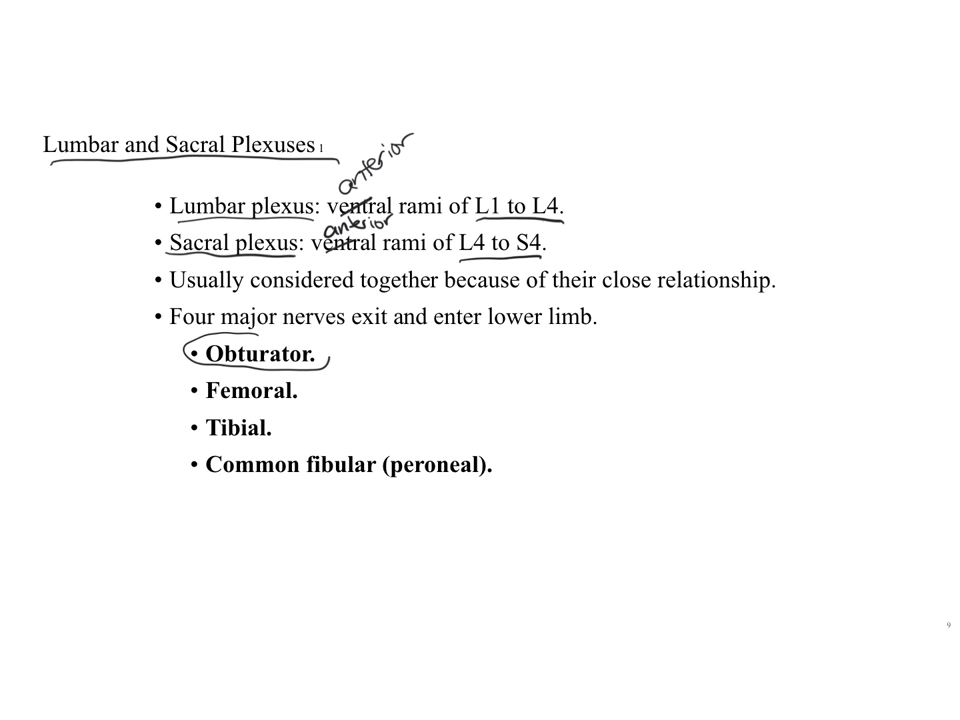 Lumbar and Sacral Plexuses 1
anterior
• Lumbar plexus: ventral rami of L1 to L4.
anterior
• Sacral plexus: ventral rami of L4 to S4.
• Usually considered together because of their close relationship.
• Four major nerves exit and enter lower limb.
• Obturator.
• Femoral.
• Tibial.
• Common fibular (peroneal).
9